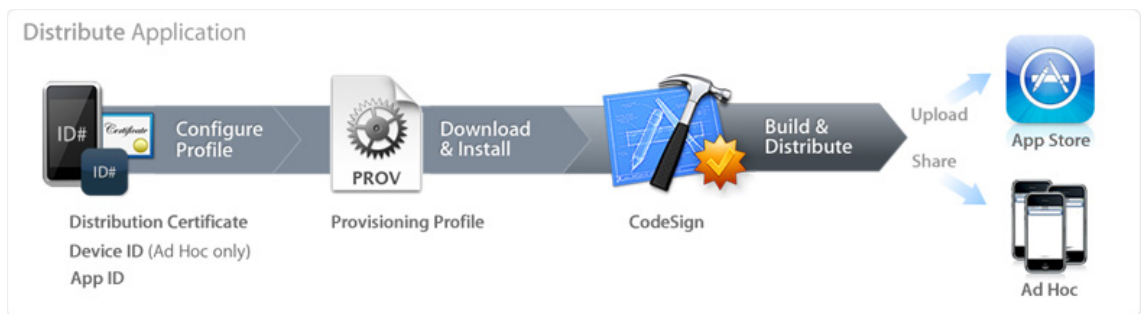 Distribute Application
ID#
Certificate
ID#
Configure
Profile
PROV
Download
& Install
Build &
Distribute
Upload
Share
App Store
Ad Hoc
Distribution Certificate
Device ID (Ad Hoc only)
App ID
Provisioning Profile
CodeSign